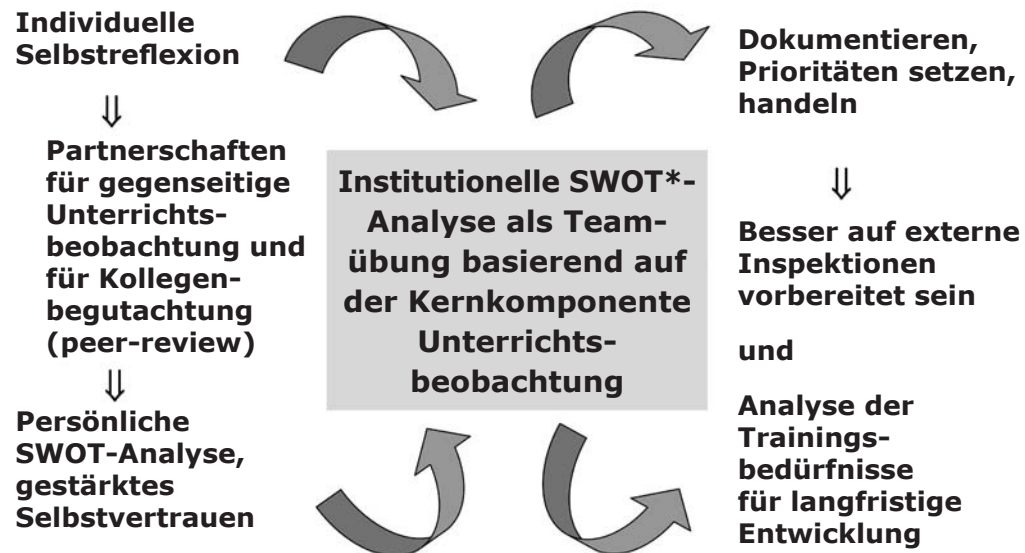 Individuelle
Selbstreflexion
⇓
Partnerschaften
für gegenseitige
Unterrichts-
beobachtung und
für Kollegen-
begutachtung
(peer-review)
⇓
Persönliche
SWOT-Analyse,
gestärktes
Selbstvertrauen
Institutionelle SWOT*-
Analyse als Team-
übung basierend auf
der Kernkomponente
Unterrichts-
beobachtung
Dokumentieren,
Prioritäten setzen,
handeln
⇓
Besser auf externe
Inspektionen
vorbereitet sein
und
Analyse der
Trainings-
bedürfnisse
für langfristige
Entwicklung